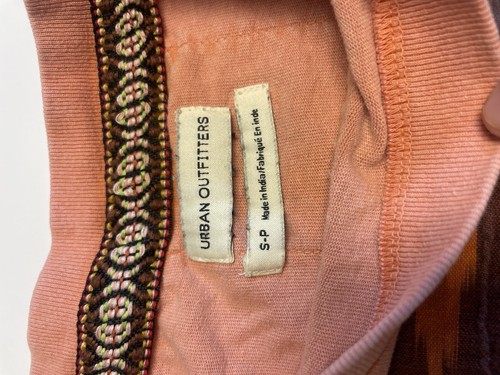 URBAN OUTFITTERS
S-P Made in India/Fabriqué En inde